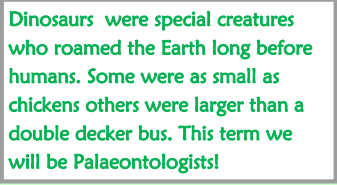 Dinosaurs  were special creatures
who roamed the Earth long before
humans. Some were as small as
chickens others were larger than a
double decker bus. This term we
will be Palaeontologists!